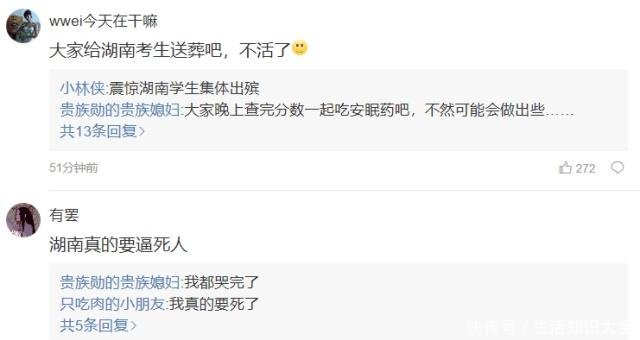 wwei今天在干嘛
大家给湖南考生送葬吧，不活了
小林侠:震惊湖南学生集体出殡
贵族勋的贵族媳妇:大家晚上查完分数一起吃安眠药吧，不然可能会做出些……
共13条回复>
51分钟前
272
有罢
湖南真的要逼死人
贵族勋的贵族媳妇:我都哭完了
只吃肉的小朋友:我真的要死了
共5条回复>
快传号/生活知识大全